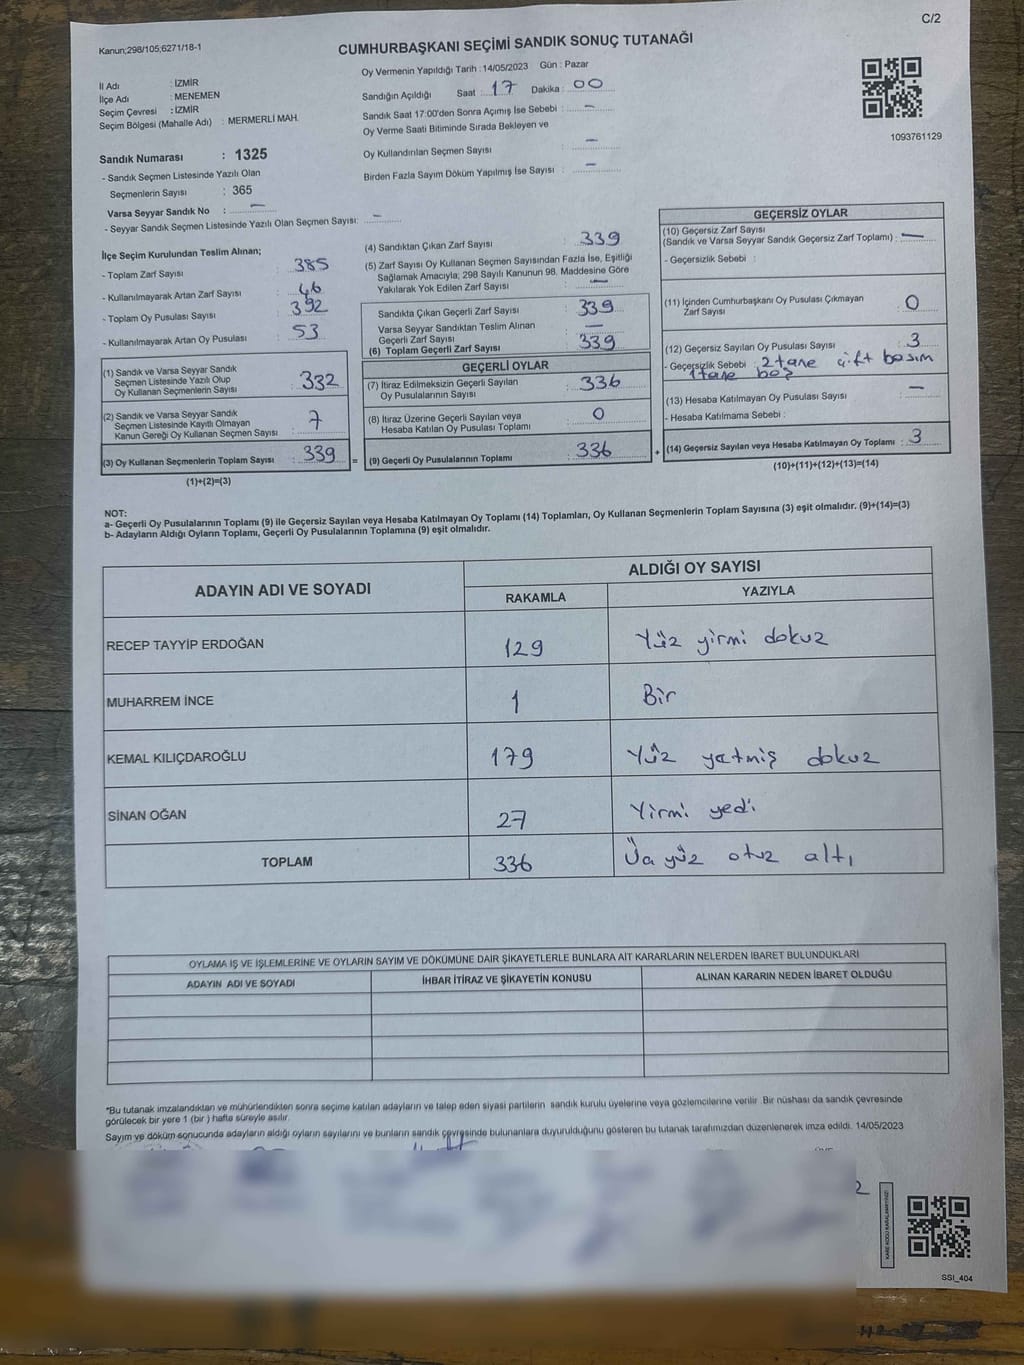 C/2
Kanun;298/105;6271/18-1
CUMHURBAŞKANI SEÇİMİ SANDIK SONUÇ TUTANAĞI
İl Adı : İZMİR
İlçe Adı : MENEMEN
Seçim Çevresi : İZMİR
Seçim Bölgesi (Mahalle Adı) : MERMERLİ MAH.
Oy Vermenin Yapıldığı Tarih : 14/05/2023 Gün : Pazar
Sandığın Açıldığı Saat : 17 Dakika : 00
Sandık Saat 17:00'den Sonra Açımış İse Sebebi : -
Oy Verme Saati Bitiminde Sırada Bekleyen ve
Oy Kullandırılan Seçmen Sayısı : -
Birden Fazla Sayım Döküm Yapılmış İse Sayısı : -
1093761129
Sandık Numarası : 1325
- Sandık Seçmen Listesinde Yazılı Olan
Seçmenlerin Sayısı : 365
Varsa Seyyar Sandık No : -
- Seyyar Sandık Seçmen Listesinde Yazılı Olan Seçmen Sayısı: -
İlçe Seçim Kurulundan Teslim Alınan;
- Toplam Zarf Sayısı : 385
- Kullanılmayarak Artan Zarf Sayısı : 46
- Toplam Oy Pusulası Sayısı : 392
- Kullanılmayarak Artan Oy Pusulası : 53
(1) Sandık ve Varsa Seyyar Sandık
Seçmen Listesinde Yazılı Olup
Oy Kullanan Seçmenlerin Sayısı : 332
(2) Sandık ve Varsa Seyyar Sandık
Seçmen Listesinde Kayıtlı Olmayan
Kanun Gereği Oy Kullanan Seçmen Sayısı : 7
(3) Oy Kullanan Seçmenlerin Toplam Sayısı : 339 =
(1)+(2)=(3)
(4) Sandıktan Çıkan Zarf Sayısı : 339
(5) Zarf Sayısı Oy Kullanan Seçmen Sayısından Fazla İse, Eşitliği
Sağlamak Amacıyla; 298 Sayılı Kanunun 98. Maddesine Göre
Yakılarak Yok Edilen Zarf Sayısı : -
Sandıkta Çıkan Geçerli Zarf Sayısı : 339
Varsa Seyyar Sandıktan Teslim Alınan
Geçerli Zarf Sayısı : -
(6) Toplam Geçerli Zarf Sayısı : 339
GEÇERLİ OYLAR
(7) İtiraz Edilmeksizin Geçerli Sayılan
Oy Pusulalarının Sayısı : 336
(8) İtiraz Üzerine Geçerli Sayılan veya
Hesaba Katılan Oy Pusulası Toplamı : 0
(9) Geçerli Oy Pusulalarının Toplamı : 336 +
GEÇERSİZ OYLAR
(10) Geçersiz Zarf Sayısı
(Sandık ve Varsa Seyyar Sandık Geçersiz Zarf Toplamı) : -
- Geçersizlik Sebebi :
(11) İçinden Cumhurbaşkanı Oy Pusulası Çıkmayan
Zarf Sayısı : 0
(12) Geçersiz Sayılan Oy Pusulası Sayısı : 3
- Geçersizlik Sebebi : 2 tane çift basım
1 tane boş
(13) Hesaba Katılmayan Oy Pusulası Sayısı : -
- Hesaba Katılmama Sebebi :
(14) Geçersiz Sayılan veya Hesaba Katılmayan Oy Toplamı : 3
(10)+(11)+(12)+(13)=(14)
NOT:
a- Geçerli Oy Pusulalarının Toplamı (9) ile Geçersiz Sayılan veya Hesaba Katılmayan Oy Toplamı (14) Toplamları, Oy Kullanan Seçmenlerin Toplam Sayısına (3) eşit olmalıdır. (9)+(14)=(3)
b- Adayların Aldığı Oyların Toplamı, Geçerli Oy Pusulalarının Toplamına (9) eşit olmalıdır.
ADAYIN ADI VE SOYADI ALDIĞI OY SAYISI
RAKAMLA YAZIYLA
RECEP TAYYİP ERDOĞAN 129 Yüz yirmi dokuz
MUHARREM İNCE 1 Bir
KEMAL KILIÇDAROĞLU 179 Yüz yetmiş dokuz
SİNAN OĞAN 27 Yirmi yedi
TOPLAM 336 Üç yüz otuz altı
OYLAMA İŞ VE İŞLEMLERİNE VE OYLARIN SAYIM VE DÖKÜMÜNE DAİR ŞİKAYETLERLE BUNLARA AİT KARARLARIN NELERDEN İBARET BULUNDUKLARI
ADAYIN ADI VE SOYADI İHBAR İTİRAZ VE ŞİKAYETİN KONUSU ALINAN KARARIN NEDEN İBARET OLDUĞU
*Bu tutanak imzalandıktan ve mühürlendikten sonra seçime katılan adayların ve talep eden siyasi partilerin sandık kurulu üyelerine veya gözlemcilerine verilir. Bir nüshası da sandık çevresinde
görülecek bir yere 1 (bir ) hafta süreyle asılır.
Sayım ve döküm sonucunda adayların aldığı oyların sayılarını ve bunların sandık çevresinde bulunanlara duyurulduğunu gösteren bu tutanak tarafımızdan düzenlenerek imza edildi. 14/05/2023
KARE KODU KARALAMAYINIZ!
SSI_404